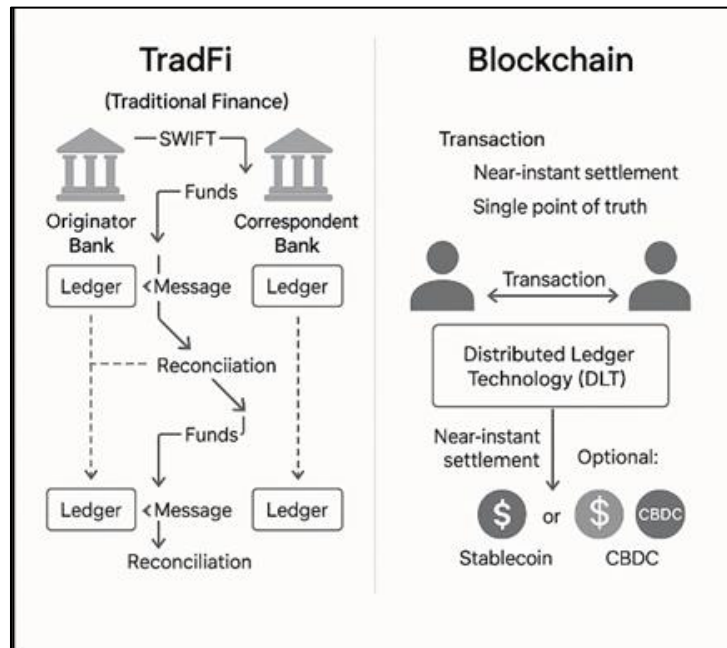 TradFi
(Traditional Finance)
SWIFT
Funds
Originator
Bank
Correspondent
Bank
Ledger
Message
Ledger
Reconciiation
Funds
Ledger
Message
Ledger
Reconciliation
Blockchain
Transaction
Near-instant settlement
Single point of truth
Transaction
Distributed Ledger
Technology (DLT)
Near-instant
settlement
Optional:
$
or
$
CBDC
Stablecoin
CBDC